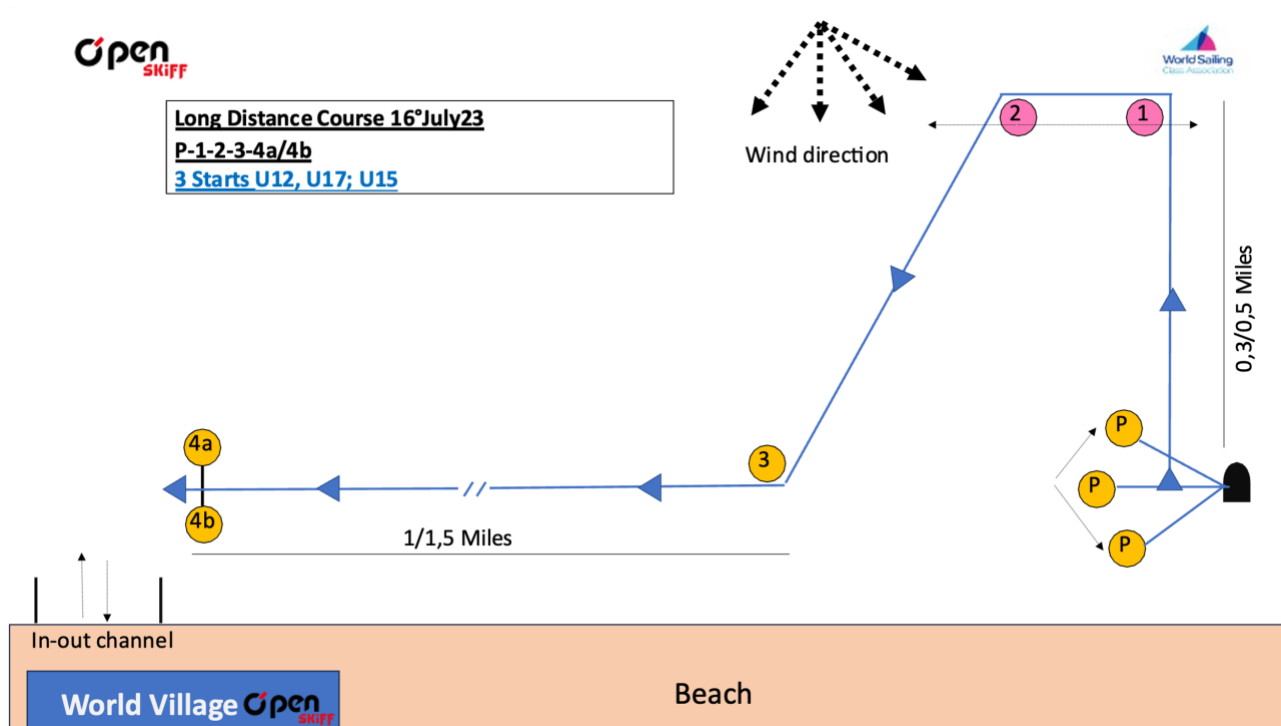 Open
SKiFF
World Sailing
Class Association
Long Distance Course 16°July23
P-1-2-3-4a/4b
3 Starts U12, U17; U15
Wind direction
2
1
0,3/0,5 Miles
P
3
4a
P
4b
1/1,5 Miles
P
In-out channel
World Village Open
SKiFF
Beach